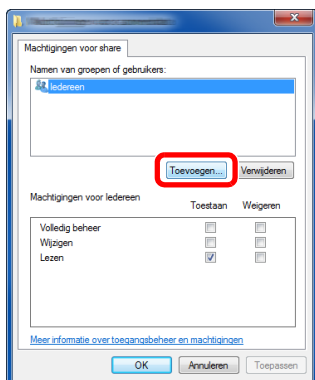 Machtigingen voor share
Namen van groepen of gebruikers:
Iedereen
Toevoegen... Verwijderen
Machtigingen voor Iedereen Toestaan Weigeren
Volledig beheer
Wijzigen
Lezen
Meer informatie over toegangsbeheer en machtigingen
OK Annuleren Toepassen